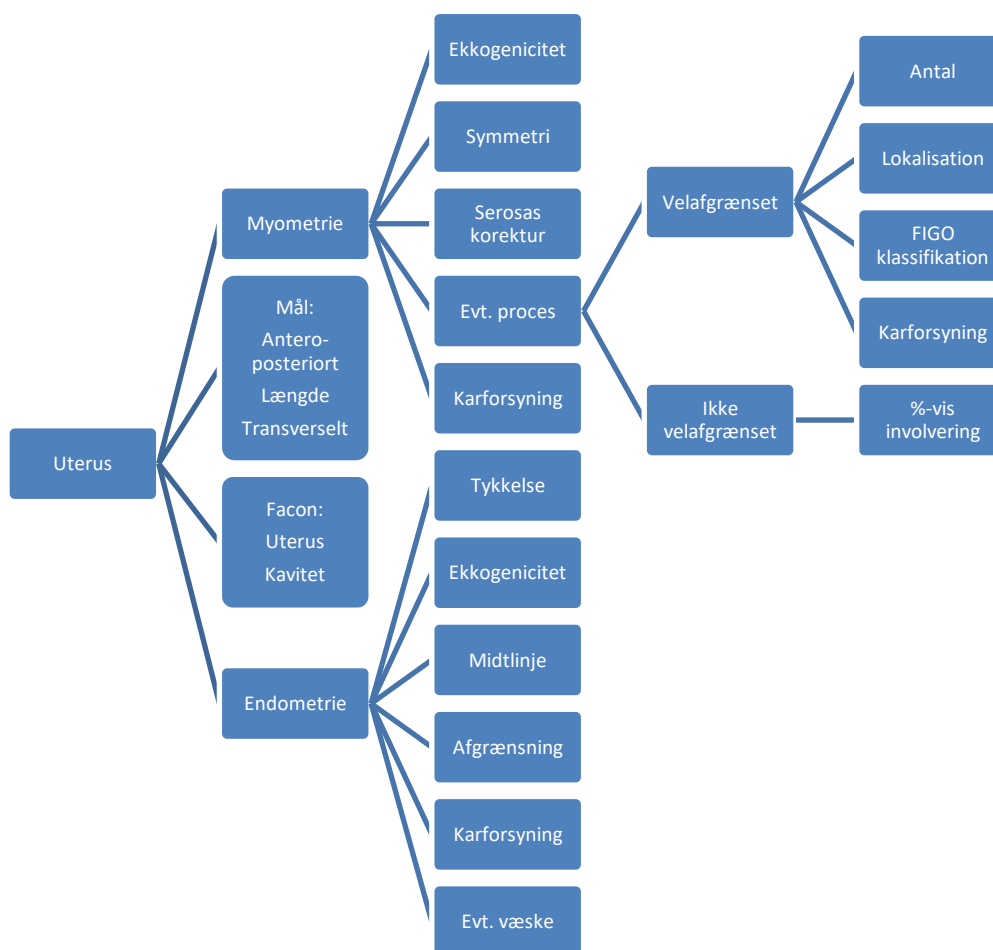 Uterus
Myometrie
Mål:
Antero-
posteriort
Længde
Transverselt
Facon:
Uterus
Kavitet
Endometrie
Ekkogenicitet
Symmetri
Serosas
korektur
Evt. proces
Karforsyning
Tykkelse
Ekkogenicitet
Midtlinje
Afgrænsning
Karforsyning
Evt. væske
Velafgrænset
Ikke
velafgrænset
Antal
Lokalisation
FIGO
klassifikation
Karforsyning
%-vis
involvering